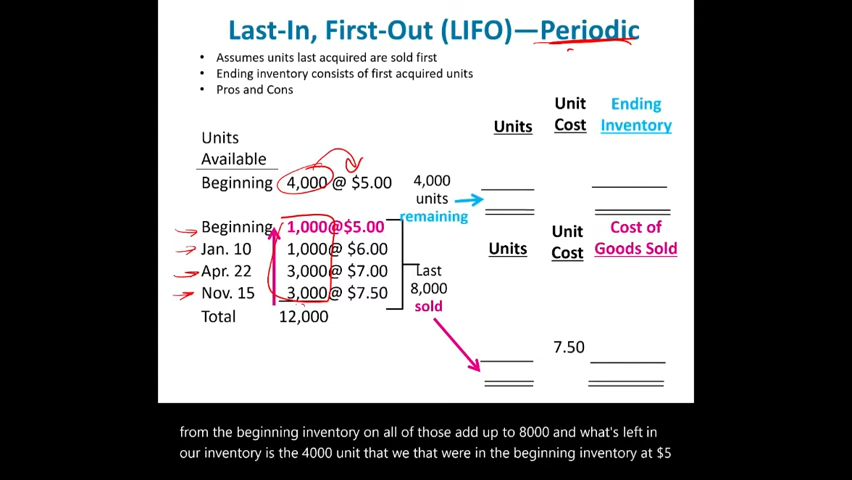 Last-In, First-Out (LIFO)—Periodic
• Assumes units last acquired are sold first
• Ending inventory consists of first acquired units
• Pros and Cons
Units Available
Beginning 4,000 @ $5.00
4,000 units remaining
Units
Unit Cost
Ending Inventory
Beginning 1,000@$5.00
Jan. 10 1,000@ $6.00
Apr. 22 3,000@ $7.00
Nov. 15 3,000@ $7.50
Total 12,000
Last 8,000 sold
Units
Unit Cost
Cost of Goods Sold
7.50
from the beginning inventory on all of those add up to 8000 and what's left in
our inventory is the 4000 unit that we that were in the beginning inventory at $5